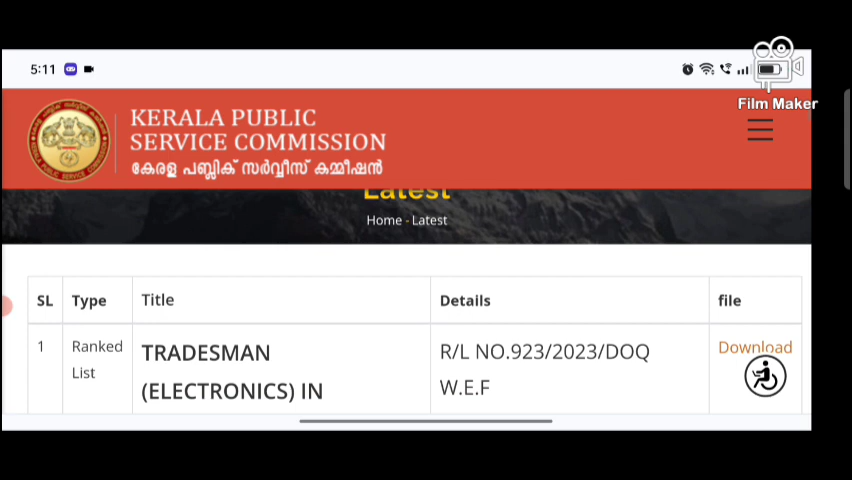 5:11
Film Maker
KERALA PUBLIC
SERVICE COMMISSION
കേരള പബ്ലിക് സർവ്വീസ് കമ്മീഷൻ
Latest
Home - Latest
SL Type Title Details file
1 Ranked List TRADESMAN (ELECTRONICS) IN R/L NO.923/2023/DOQ W.E.F Download